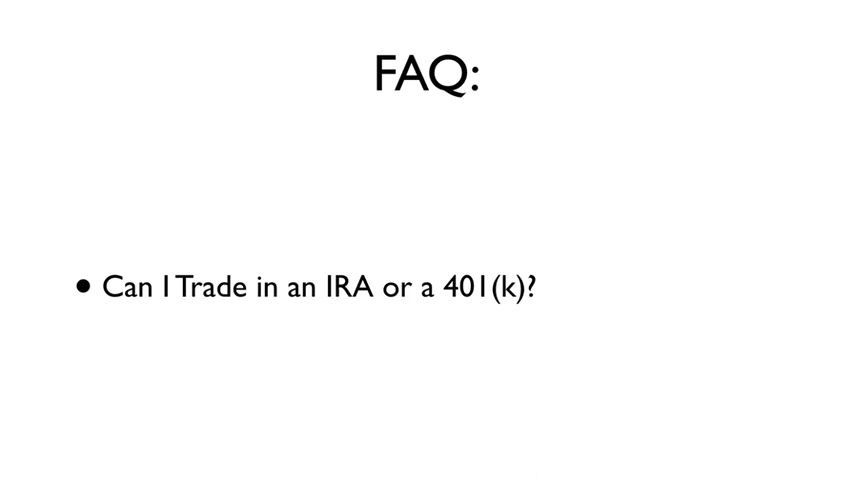 FAQ:
• Can I Trade in an IRA or a 401(k)?